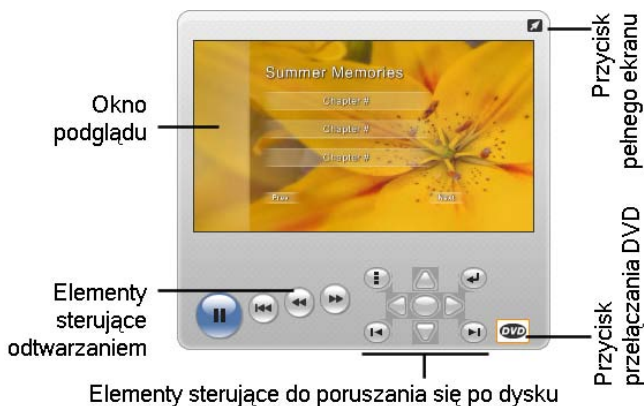 Przycisk
pełnego ekranu
Okno
podglądu
Summer Memories
Chapter #
Chapter #
Chapter #
Prev
Next
Elementy
sterujące
odtwarzaniem
DVD
Przycisk
przełączania DVD
Elementy sterujące do poruszania się po dysku